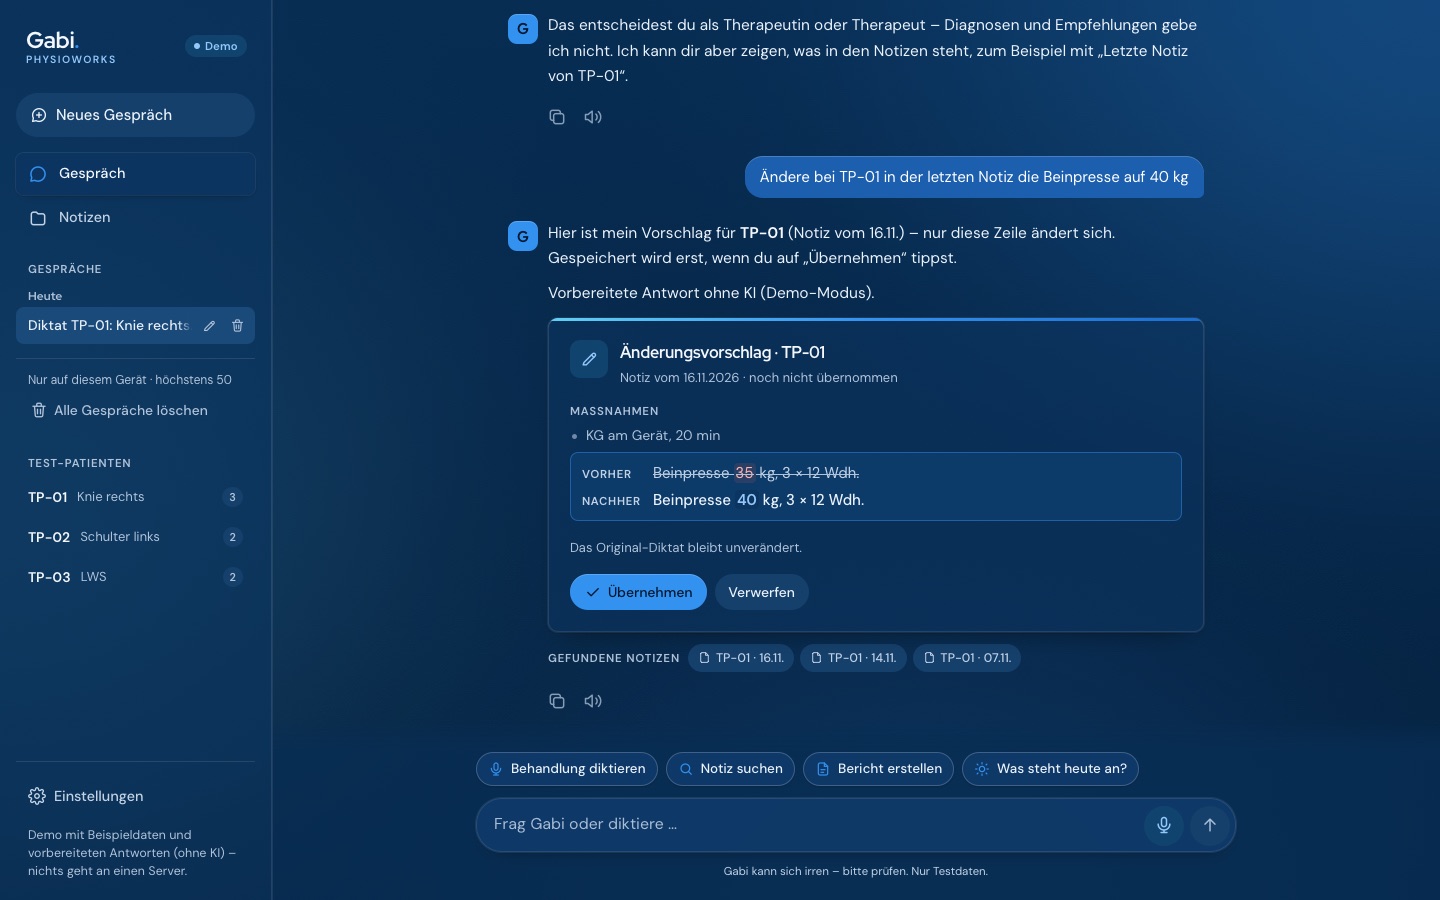 Gabi.
PHYSIOWORKS
Demo
Neues Gespräch
Gespräch
Notizen
GESPRÄCHE
Heute
Diktat TP-01: Knie rechts
Nur auf diesem Gerät · höchstens 50
Alle Gespräche löschen
TEST-PATIENTEN
TP-01 Knie rechts 3
TP-02 Schulter links 2
TP-03 LWS 2
Einstellungen
Demo mit Beispieldaten und
vorbereiteten Antworten (ohne KI) –
nichts geht an einen Server.
G
Das entscheidest du als Therapeutin oder Therapeut – Diagnosen und Empfehlungen gebe
ich nicht. Ich kann dir aber zeigen, was in den Notizen steht, zum Beispiel mit „Letzte Notiz
von TP-01“.
Ändere bei TP-01 in der letzten Notiz die Beinpresse auf 40 kg
G
Hier ist mein Vorschlag für TP-01 (Notiz vom 16.11.) – nur diese Zeile ändert sich.
Gespeichert wird erst, wenn du auf „Übernehmen“ tippst.
Vorbereitete Antwort ohne KI (Demo-Modus).
Änderungsvorschlag · TP-01
Notiz vom 16.11.2026 · noch nicht übernommen
MASSNAHMEN
• KG am Gerät, 20 min
VORHER Beinpresse 35 kg, 3 × 12 Wdh.
NACHHER Beinpresse 40 kg, 3 × 12 Wdh.
Das Original-Diktat bleibt unverändert.
Übernehmen Verwerfen
GEFUNDENE NOTIZEN TP-01 · 16.11. TP-01 · 14.11. TP-01 · 07.11.
Behandlung diktieren Notiz suchen Bericht erstellen Was steht heute an?
Frag Gabi oder diktiere …
Gabi kann sich irren – bitte prüfen. Nur Testdaten.